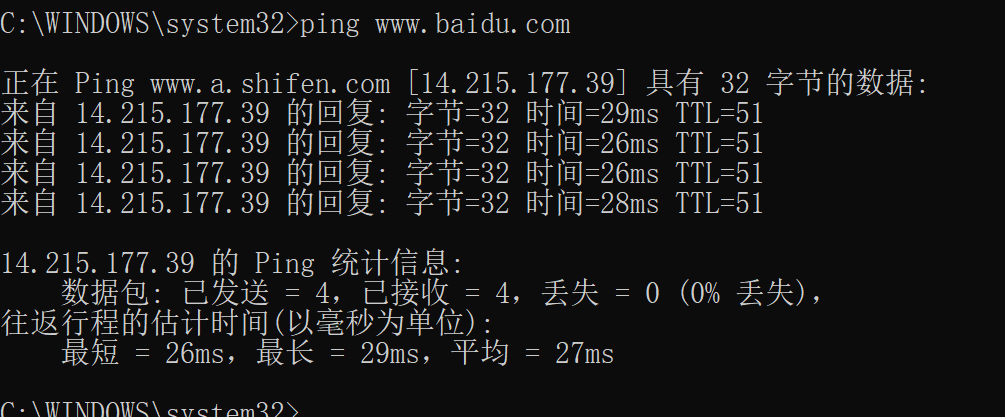 C:\WINDOWS\system32>ping www.baidu.com
正在 Ping www.a.shifen.com [14.215.177.39] 具有 32 字节的数据:
来自 14.215.177.39 的回复: 字节=32 时间=29ms TTL=51
来自 14.215.177.39 的回复: 字节=32 时间=26ms TTL=51
来自 14.215.177.39 的回复: 字节=32 时间=26ms TTL=51
来自 14.215.177.39 的回复: 字节=32 时间=28ms TTL=51
14.215.177.39 的 Ping 统计信息:
数据包: 已发送 = 4，已接收 = 4，丢失 = 0 (0% 丢失)，
往返行程的估计时间(以毫秒为单位):
最短 = 26ms，最长 = 29ms，平均 = 27ms
C:\WINDOWS\system32>